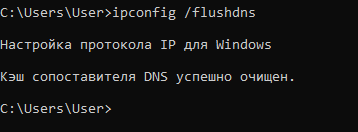 C:\Users\User>ipconfig /flushdns
Настройка протокола IP для Windows
Кэш сопоставителя DNS успешно очищен.
C:\Users\User>